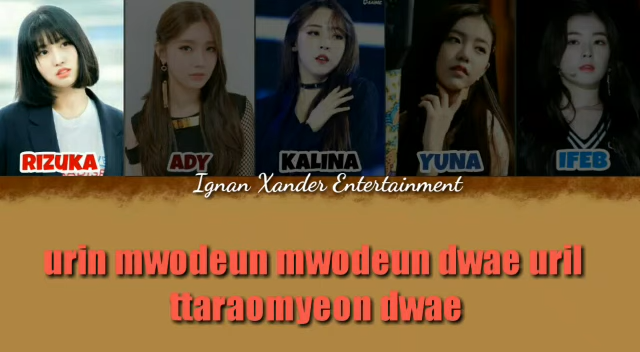 RIZUKA ADY KALINA YUNA IFEB
Ignan Xander Entertainment
urin mwodeun mwodeun dwae uril
ttaraomyeon dwae